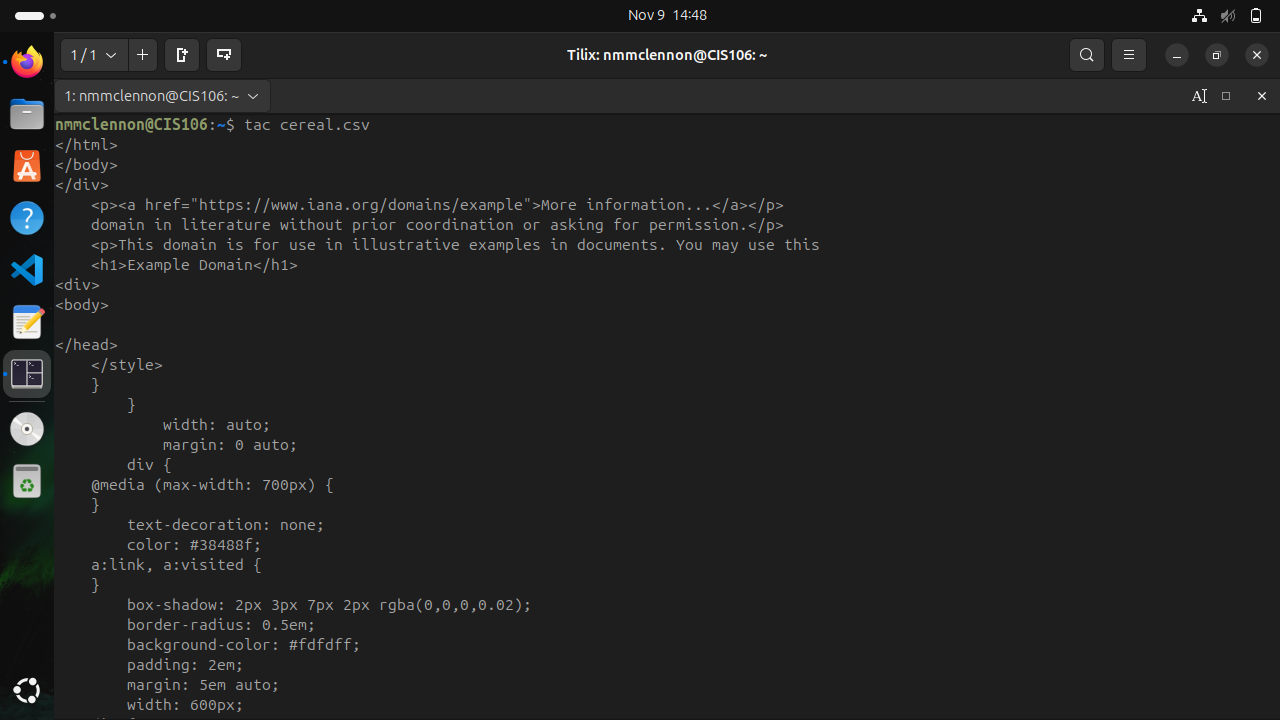 Nov 9 14:48
1 / 1
Tilix: nmmclennon@CIS106: ~
1: nmmclennon@CIS106: ~
nmmclennon@CIS106:~$ tac cereal.csv
</html>
</body>
</div>
    <p><a href="https://www.iana.org/domains/example">More information...</a></p>
    domain in literature without prior coordination or asking for permission.</p>
    <p>This domain is for use in illustrative examples in documents. You may use this
    <h1>Example Domain</h1>
<div>
<body>

</head>
    </style>
    }
        }
            width: auto;
            margin: 0 auto;
        div {
    @media (max-width: 700px) {
    }
        text-decoration: none;
        color: #38488f;
    a:link, a:visited {
    }
        box-shadow: 2px 3px 7px 2px rgba(0,0,0,0.02);
        border-radius: 0.5em;
        background-color: #fdfdff;
        padding: 2em;
        margin: 5em auto;
        width: 600px;